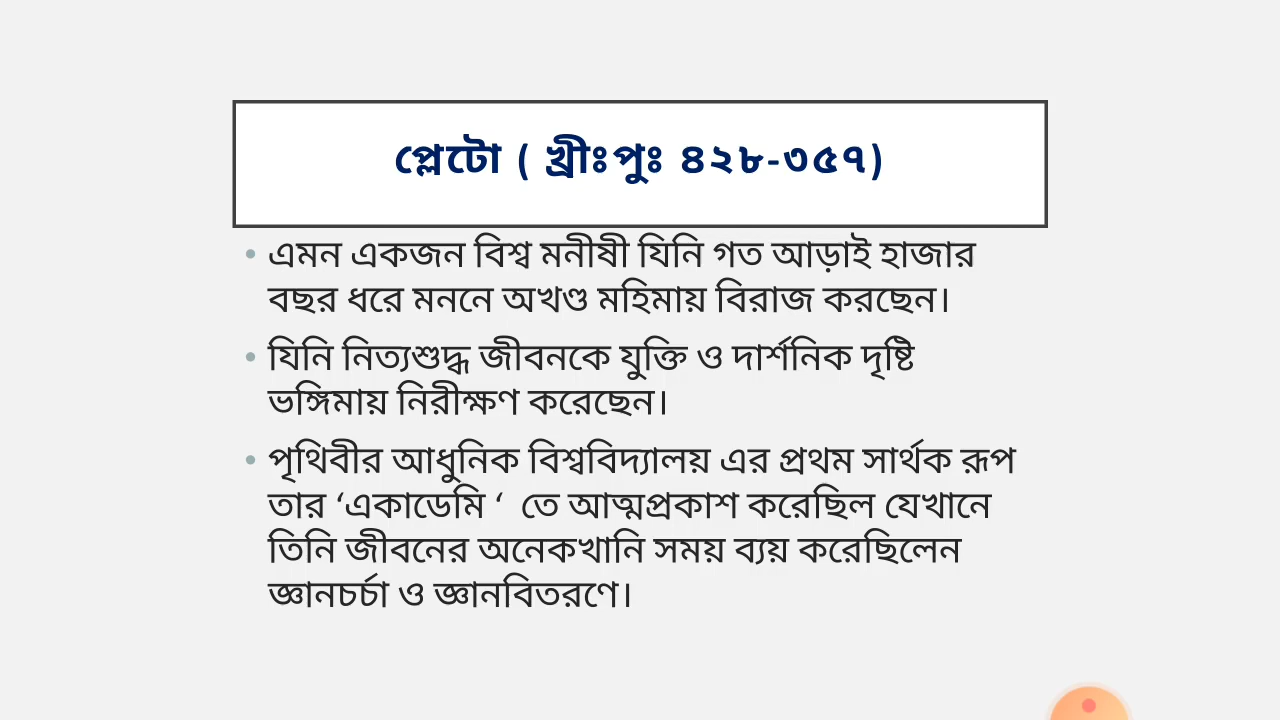 প্লেটো ( খ্রীঃপুঃ ৪২৮-৩৫৭)
• এমন একজন বিশ্ব মনীষী যিনি গত আড়াই হাজার
বছর ধরে মননে অখণ্ড মহিমায় বিরাজ করছেন।
• যিনি নিত্যশুদ্ধ জীবনকে যুক্তি ও দার্শনিক দৃষ্টি
ভঙ্গিমায় নিরীক্ষণ করেছেন।
• পৃথিবীর আধুনিক বিশ্ববিদ্যালয় এর প্রথম সার্থক রূপ
তার ‘একাডেমি ‘ তে আত্মপ্রকাশ করেছিল যেখানে
তিনি জীবনের অনেকখানি সময় ব্যয় করেছিলেন
জ্ঞানচর্চা ও জ্ঞানবিতরণে।